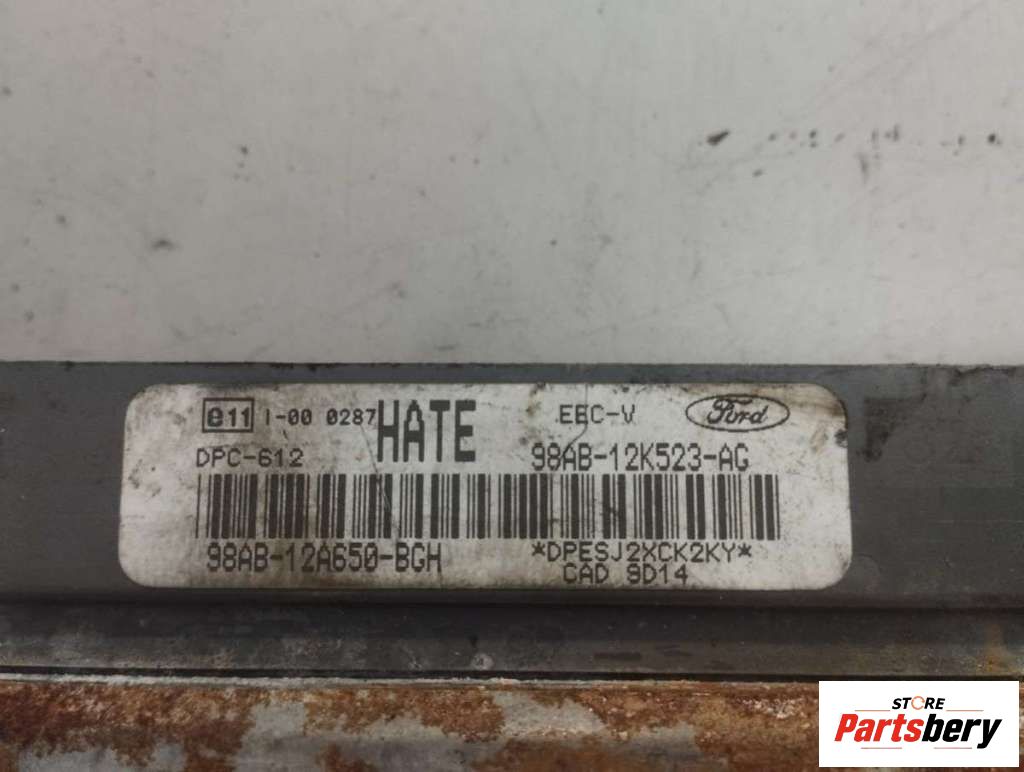 e11 I-00 0287 HATE EEC-V Ford
DPC-612 98AB-12K523-AG
98AB-12A650-BGH *DPESJ2XCK2KY*
CAD 9D14
STORE
Partsbery